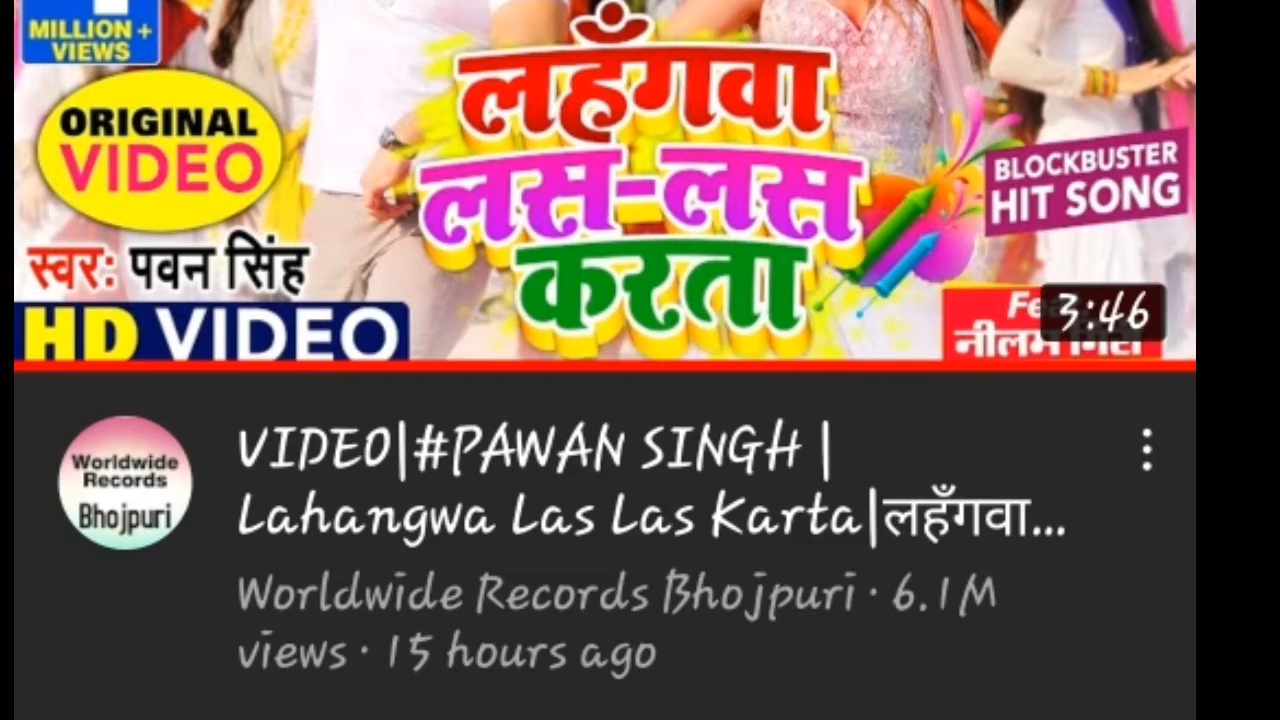 MILLION+
VIEWS
ORIGINAL
VIDEO
लहँगवा
लस-लस
करता
BLOCKBUSTER
HIT SONG
स्वर: पवन सिंह
HD VIDEO
3:46
Worldwide
Records
Bhojpuri
VIDEO|#PAWAN SINGH |
Lahangwa Las Las Karta|लहँगवा...
Worldwide Records Bhojpuri · 6.1M
views · 15 hours ago